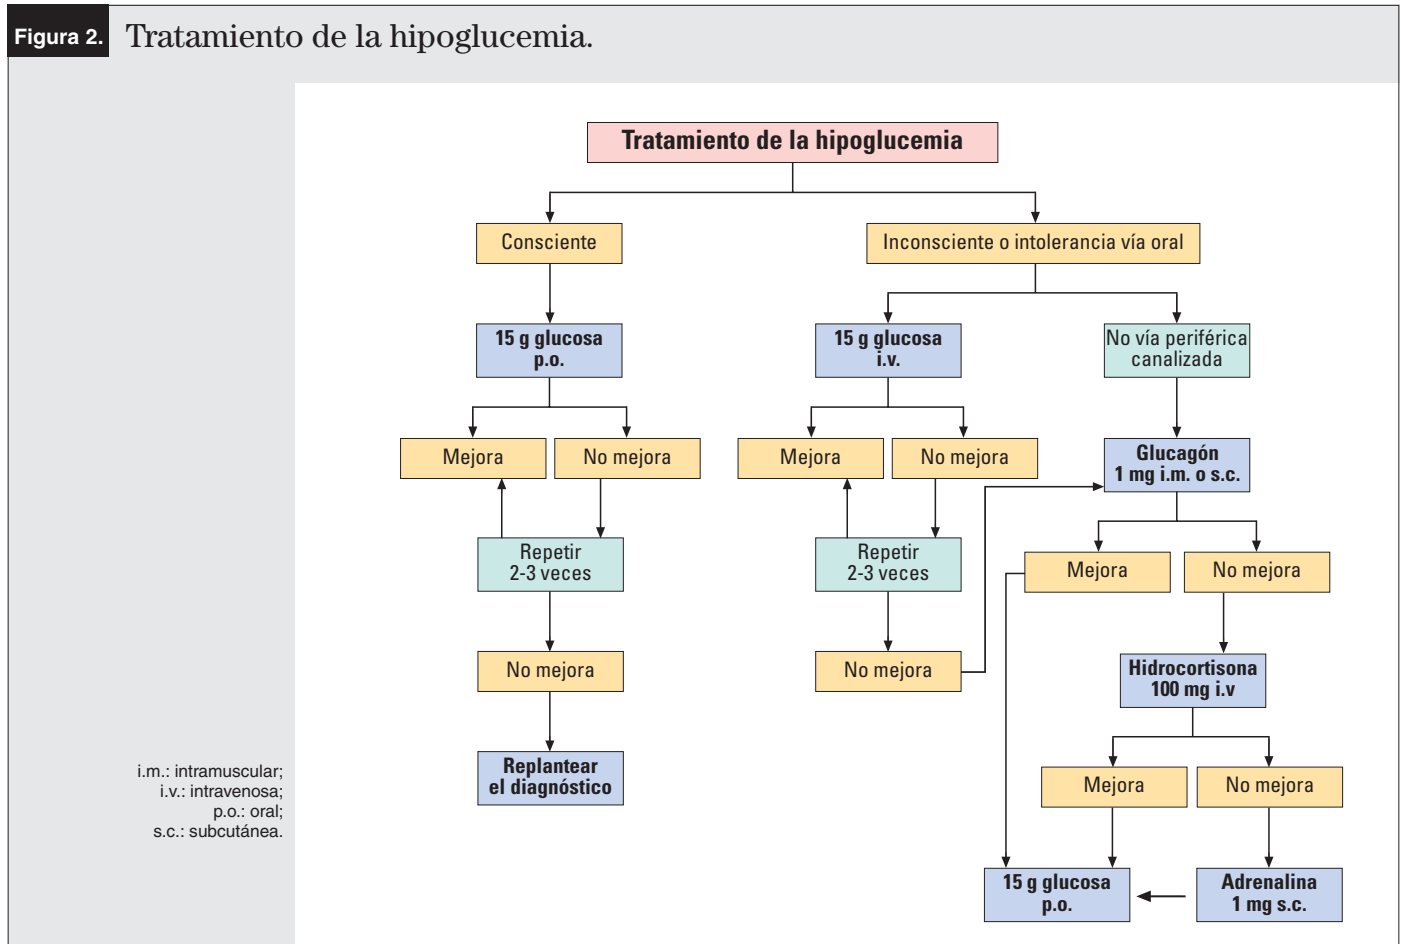 Figura 2. Tratamiento de la hipoglucemia.
Tratamiento de la hipoglucemia
Consciente
Inconsciente o intolerancia vía oral
15 g glucosa
p.o.
15 g glucosa
i.v.
No vía periférica
canalizada
Mejora
No mejora
Mejora
No mejora
Glucagón
1 mg i.m. o s.c.
Repetir
2-3 veces
Repetir
2-3 veces
Mejora
No mejora
No mejora
No mejora
Hidrocortisona
100 mg i.v
Replantear
el diagnóstico
Mejora
No mejora
15 g glucosa
p.o.
Adrenalina
1 mg s.c.
i.m.: intramuscular;
i.v.: intravenosa;
p.o.: oral;
s.c.: subcutánea.